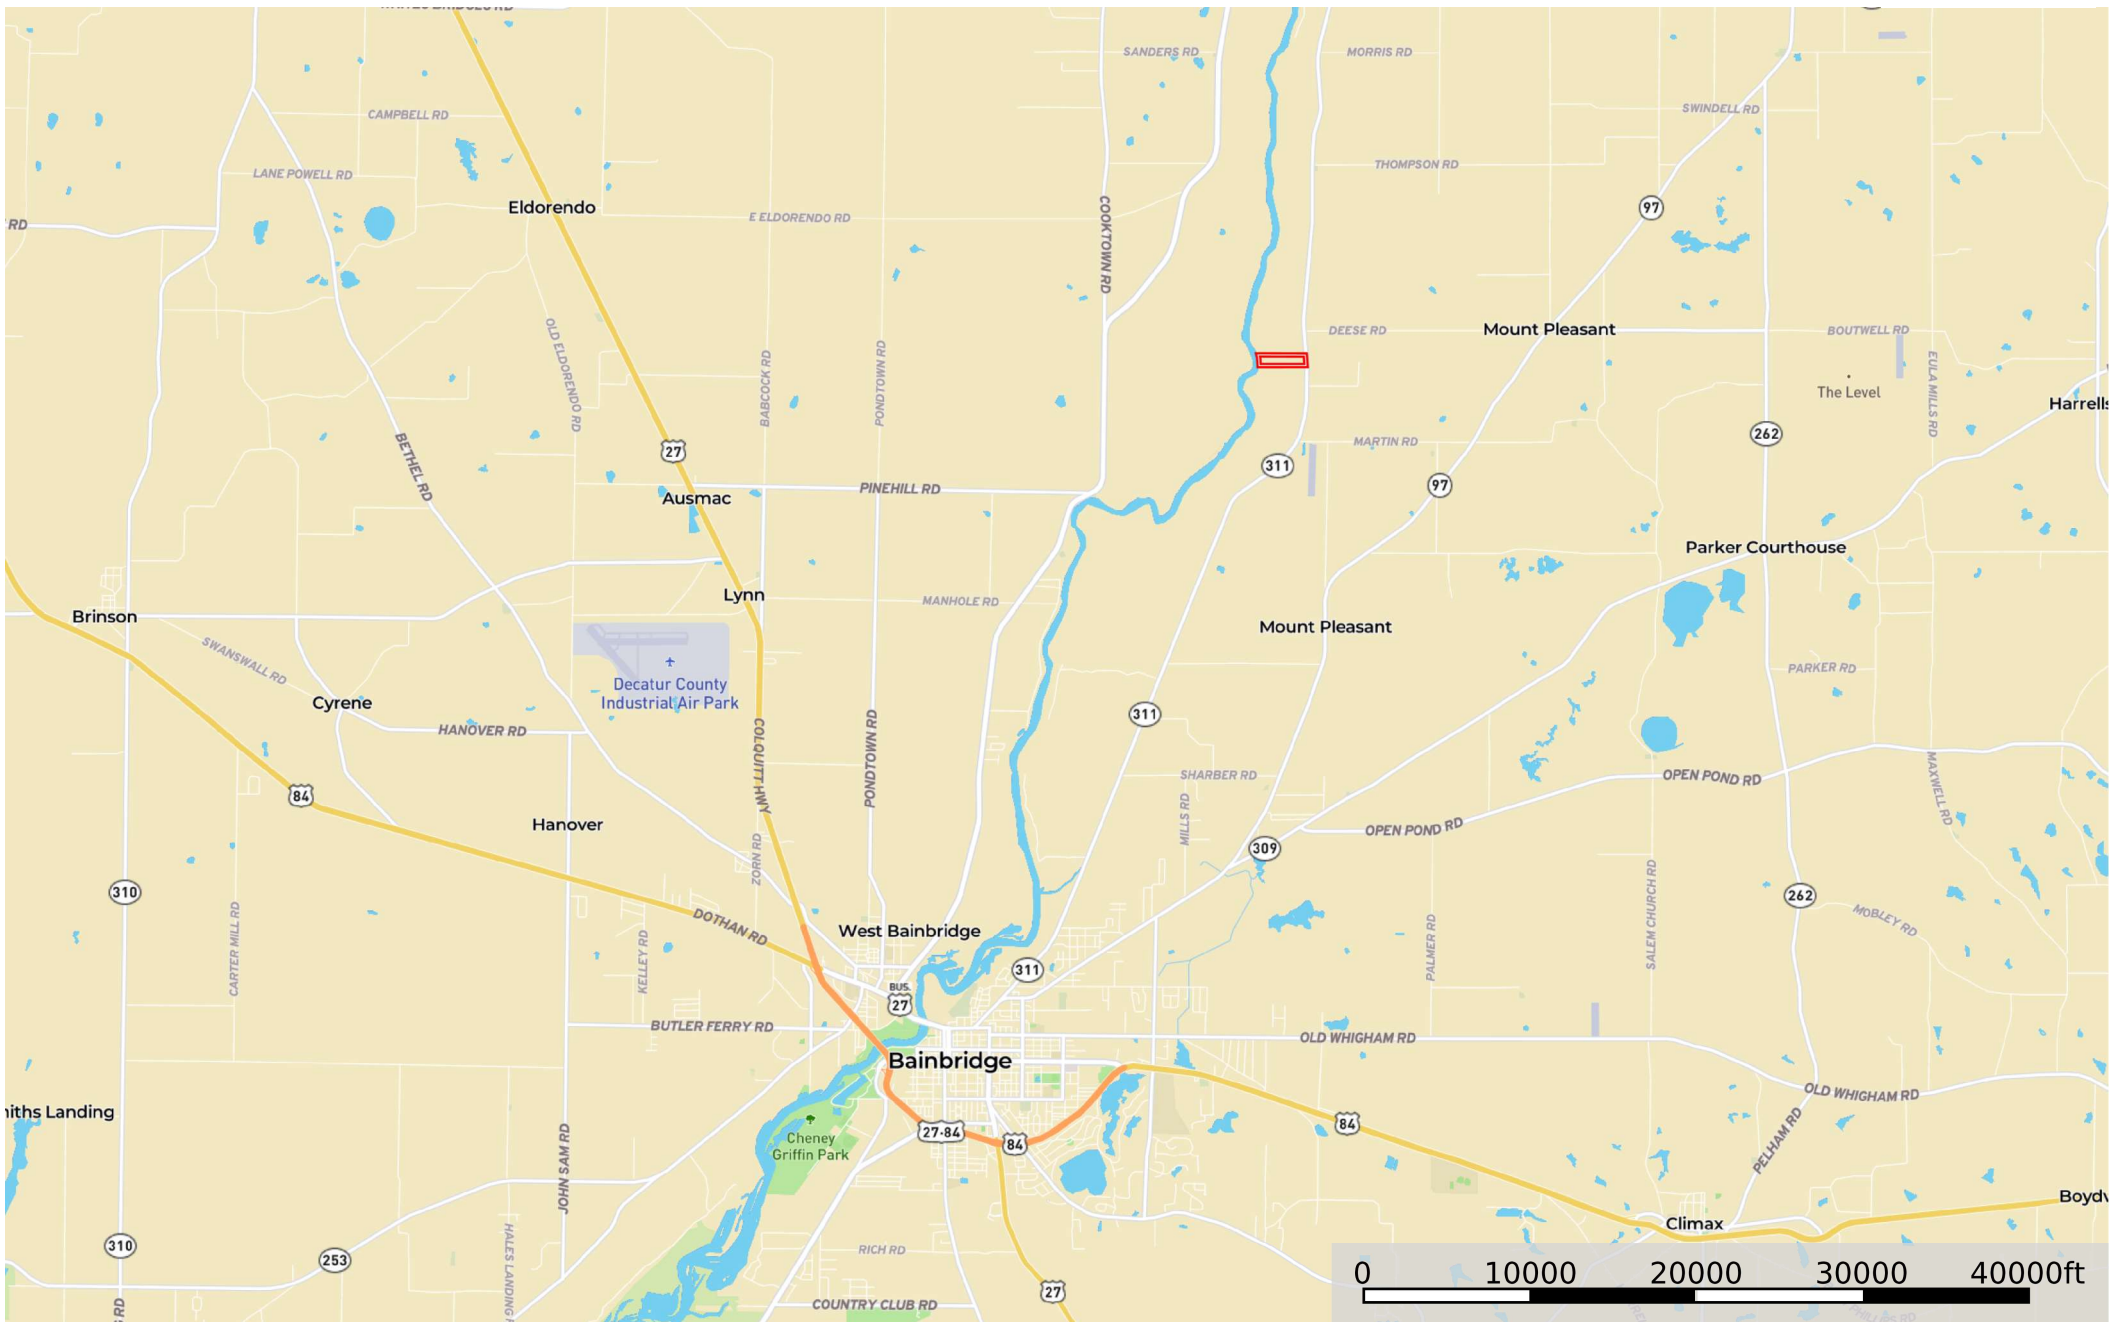 SANDERS RD
MORRIS RD
CAMPBELL RD
SWINDELL RD
THOMPSON RD
LANE POWELL RD
Eldorendo
97
RD
E ELDORENDO RD
COOKTOWN RD
DEESE RD
Mount Pleasant
BOUTWELL RD
OLD ELDORENDO RD
BABCOCK RD
PONDTOWN RD
EULA MILLS RD
The Level
Harrells
BETHEL RD
27
MARTIN RD
262
311
97
Ausmac
PINEHILL RD
Parker Courthouse
Brinson
Lynn
MANHOLE RD
Mount Pleasant
SWANSWALL RD
PARKER RD
Decatur County
Industrial Air Park
Cyrene
HANOVER RD
COLQUITT HWY
PONDTOWN RD
311
SHARBER RD
OPEN POND RD
MAXWELL RD
84
Hanover
MILLS RD
OPEN POND RD
309
ZORN RD
310
262
CARTER MILL RD
DOTHAN RD
KELLEY RD
West Bainbridge
PALMER RD
SALEM CHURCH RD
MOBLEY RD
311
BUS.
27
BUTLER FERRY RD
OLD WHIGHAM RD
Bainbridge
OLD WHIGHAM RD
iths Landing
84
Cheney
Griffin Park
27-84
84
JOHN SAM RD
PELHAM RD
Boydv
Climax
310
253
HALES LANDING
RICH RD
27
COUNTRY CLUB RD
RD
0 10000 20000 30000 40000ft